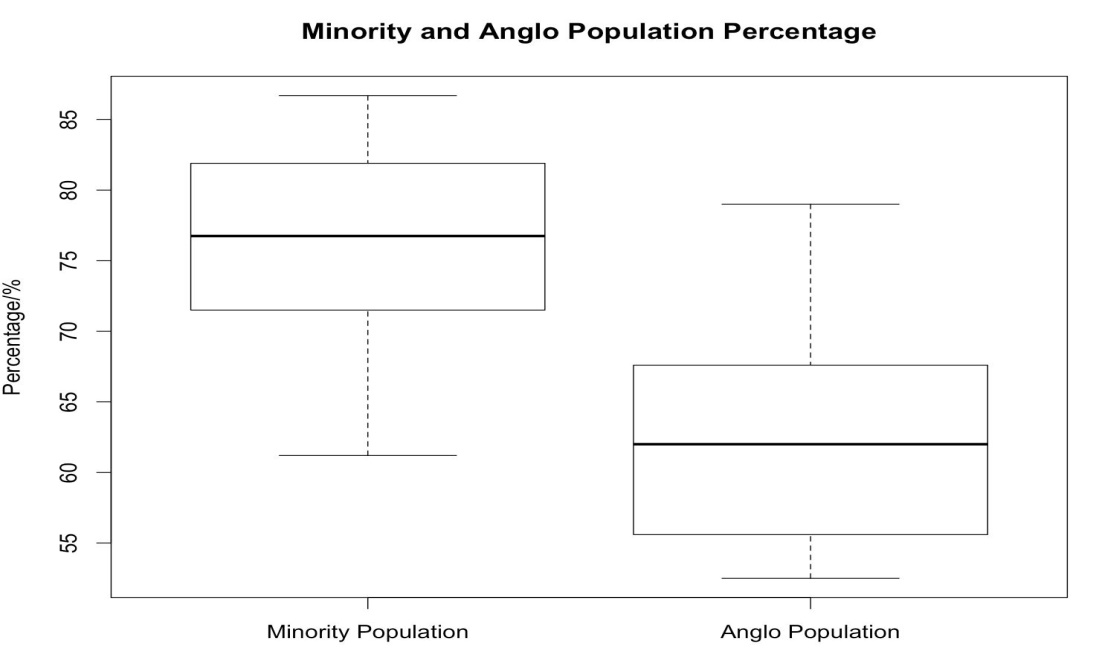 Minority and Anglo Population Percentage
Percentage/%
85
80
75
70
65
60
55
Minority Population
Anglo Population